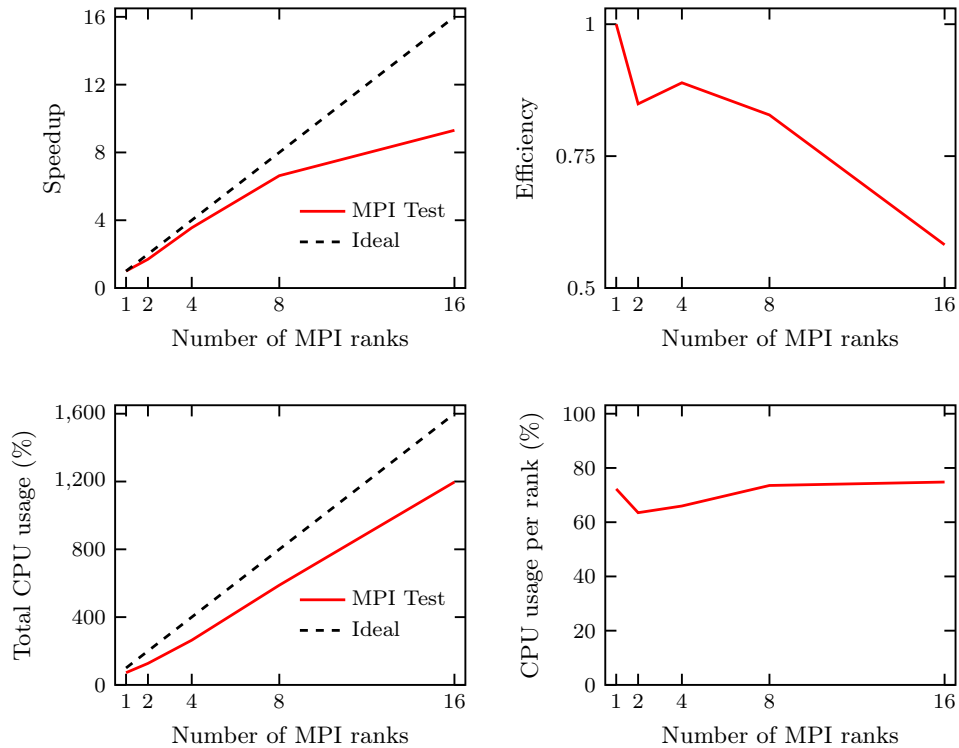 Speedup
16
12
8
4
0
1 2 4 8 16
Number of MPI ranks
MPI Test
Ideal
Efficiency
1
0.75
0.5
1 2 4 8 16
Number of MPI ranks
Total CPU usage (%)
1,600
1,200
800
400
0
1 2 4 8 16
Number of MPI ranks
MPI Test
Ideal
CPU usage per rank (%)
100
80
60
40
20
0
1 2 4 8 16
Number of MPI ranks